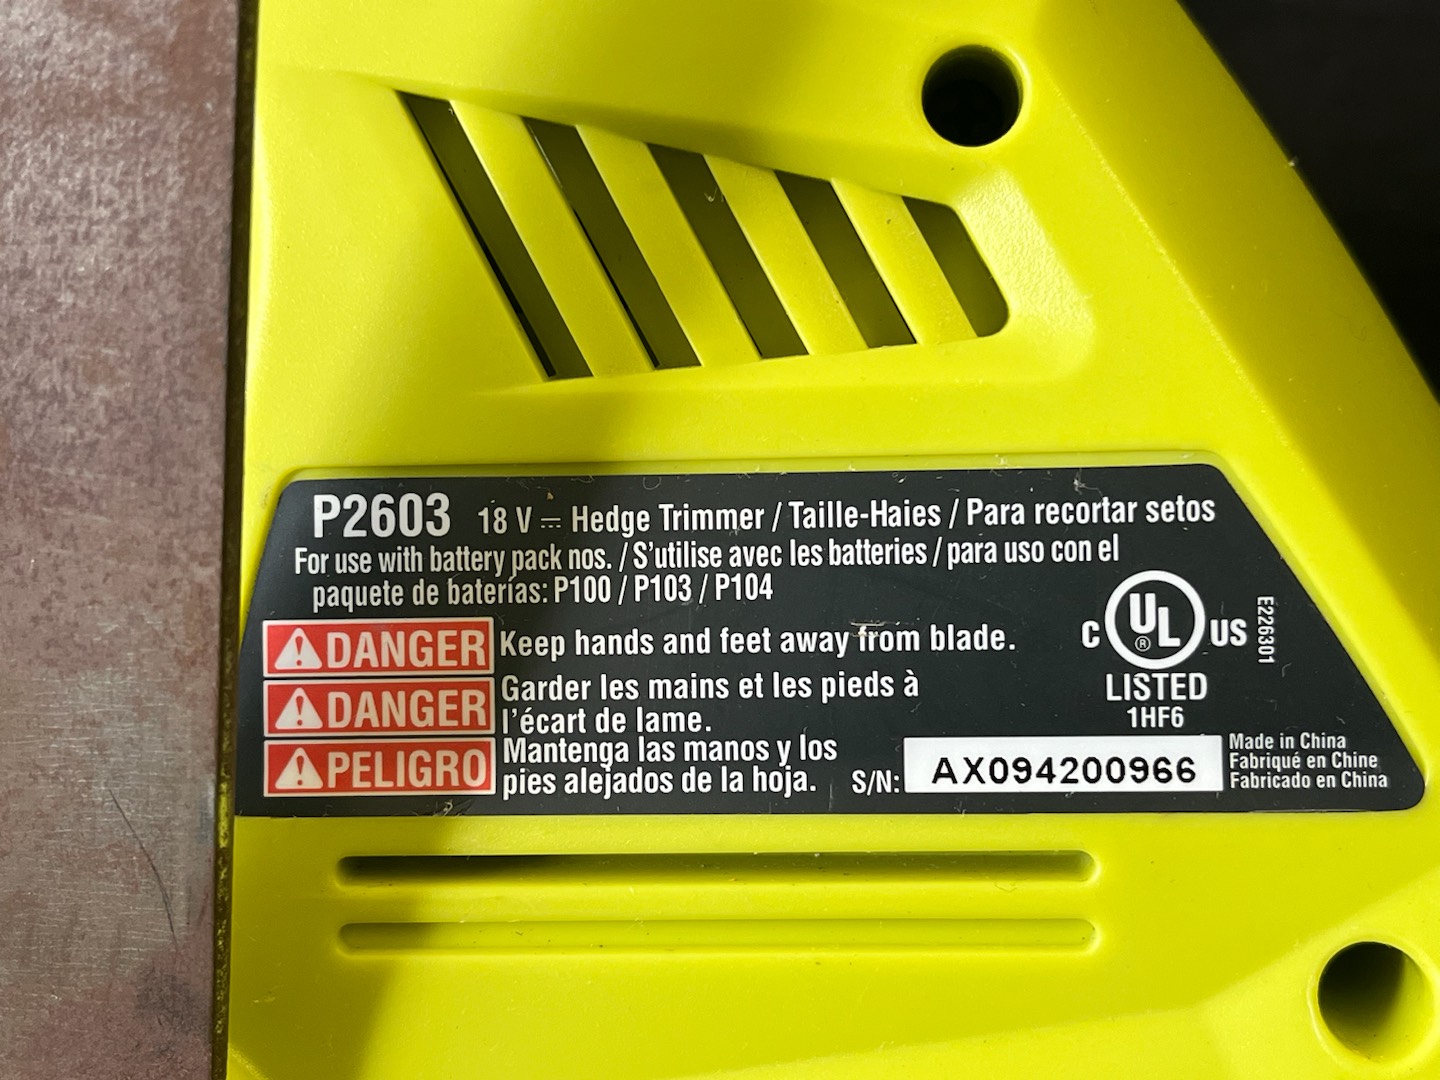 P2603 18 V ⎓ Hedge Trimmer / Taille-Haies / Para recortar setos
For use with battery pack nos. / S'utilise avec les batteries / para uso con el
paquete de baterías: P100 / P103 / P104
DANGER Keep hands and feet away from blade.
DANGER Garder les mains et les pieds à
l'écart de lame.
PELIGRO Mantenga las manos y los
pies alejados de la hoja.
C UL ® US
E226301
LISTED
1HF6
S/N: AX094200966
Made in China
Fabriqué en Chine
Fabricado en China